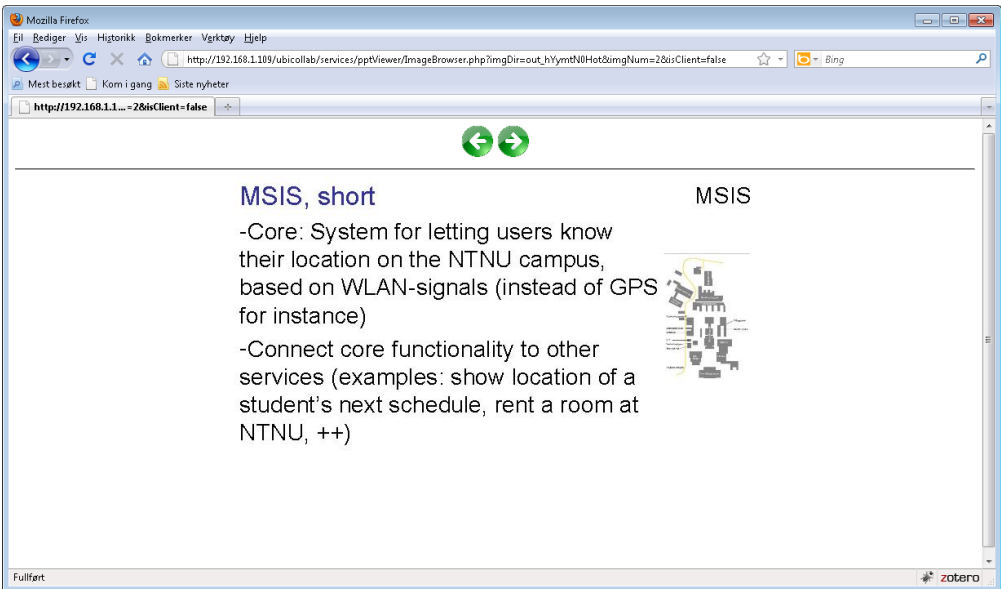 Mozilla Firefox
Fil Rediger Vis Historikk Bokmerker Verktøy Hjelp
http://192.168.1.109/ubicollab/services/pptViewer/ImageBrowser.php?imgDir=out_hYymtN0Hot&imgNum=2&isClient=false
Bing
Mest besøkt Kom i gang Siste nyheter
http://192.168.1.1...=2&isClient=false
MSIS, short
MSIS
-Core: System for letting users know
their location on the NTNU campus,
based on WLAN-signals (instead of GPS
for instance)
-Connect core functionality to other
services (examples: show location of a
student's next schedule, rent a room at
NTNU, ++)
Fullført
zotero